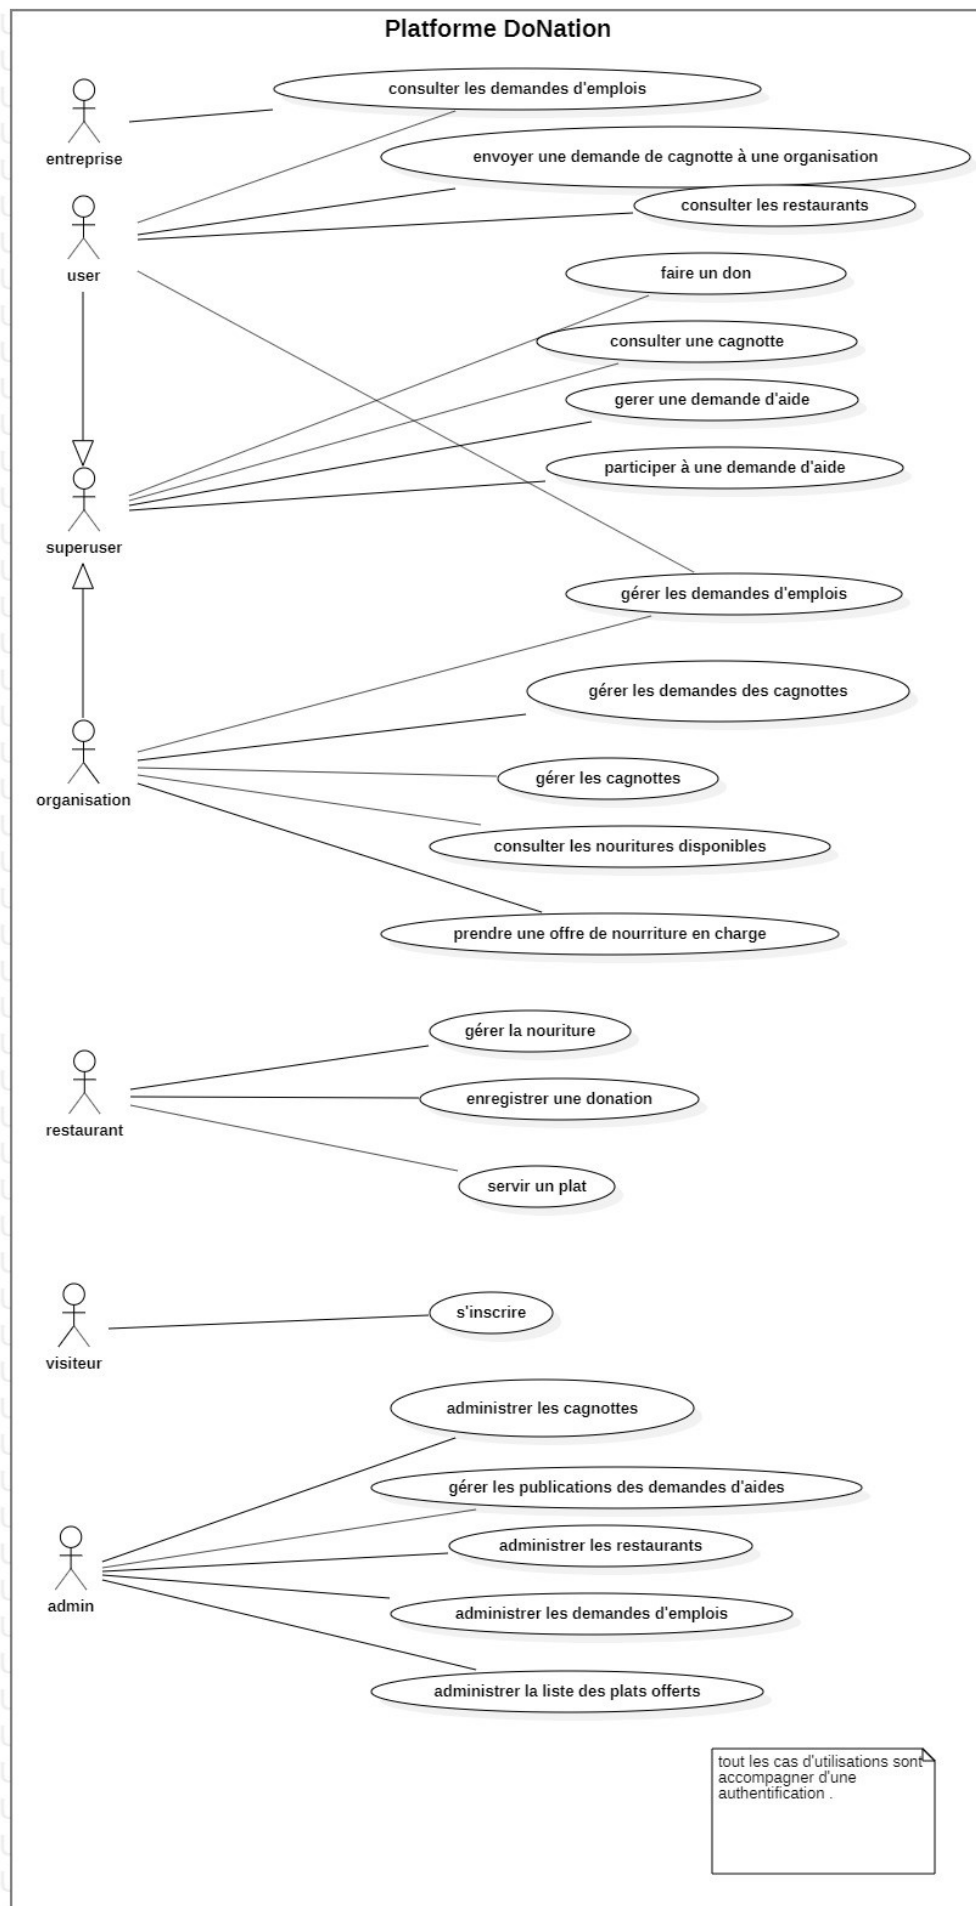 Platforme DoNation
consulter les demandes d'emplois
entreprise
envoyer une demande de cagnotte à une organisation
consulter les restaurants
user
faire un don
consulter une cagnotte
gerer une demande d'aide
participer à une demande d'aide
superuser
gérer les demandes d'emplois
gérer les demandes des cagnottes
gérer les cagnottes
organisation
consulter les nouritures disponibles
prendre une offre de nourriture en charge
gérer la nouriture
enregistrer une donation
restaurant
servir un plat
s'inscrire
visiteur
administrer les cagnottes
gérer les publications des demandes d'aides
administrer les restaurants
admin
administrer les demandes d'emplois
administrer la liste des plats offerts
tout les cas d'utilisations sont
accompagner d'une
authentification .